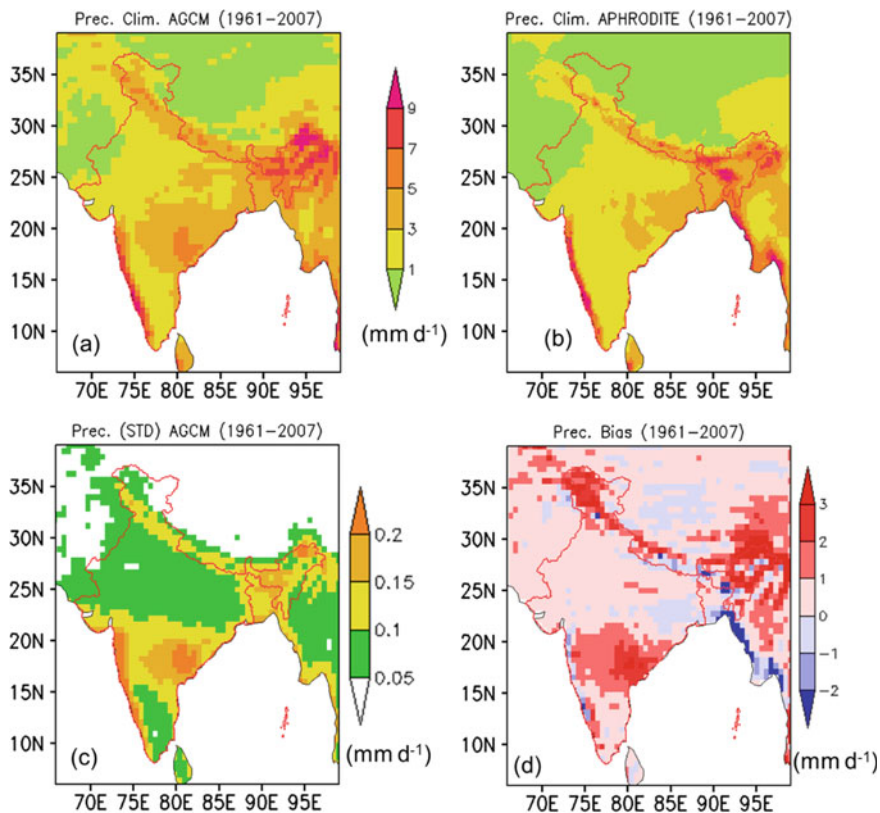 Prec. Clim. AGCM (1961-2007)
35N
30N
25N
20N
15N
10N
(a)
70E 75E 80E 85E 90E 95E
9
7
5
3
1
(mm d⁻¹)
Prec. Clim. APHRODITE (1961-2007)
35N
30N
25N
20N
15N
10N
(b)
70E 75E 80E 85E 90E 95E
Prec. (STD) AGCM (1961-2007)
35N
30N
25N
20N
15N
10N
(c)
70E 75E 80E 85E 90E 95E
0.2
0.15
0.1
0.05
(mm d⁻¹)
Prec. Bias (1961-2007)
35N
30N
25N
20N
15N
10N
(d)
70E 75E 80E 85E 90E 95E
3
2
1
0
-1
-2
(mm d⁻¹)